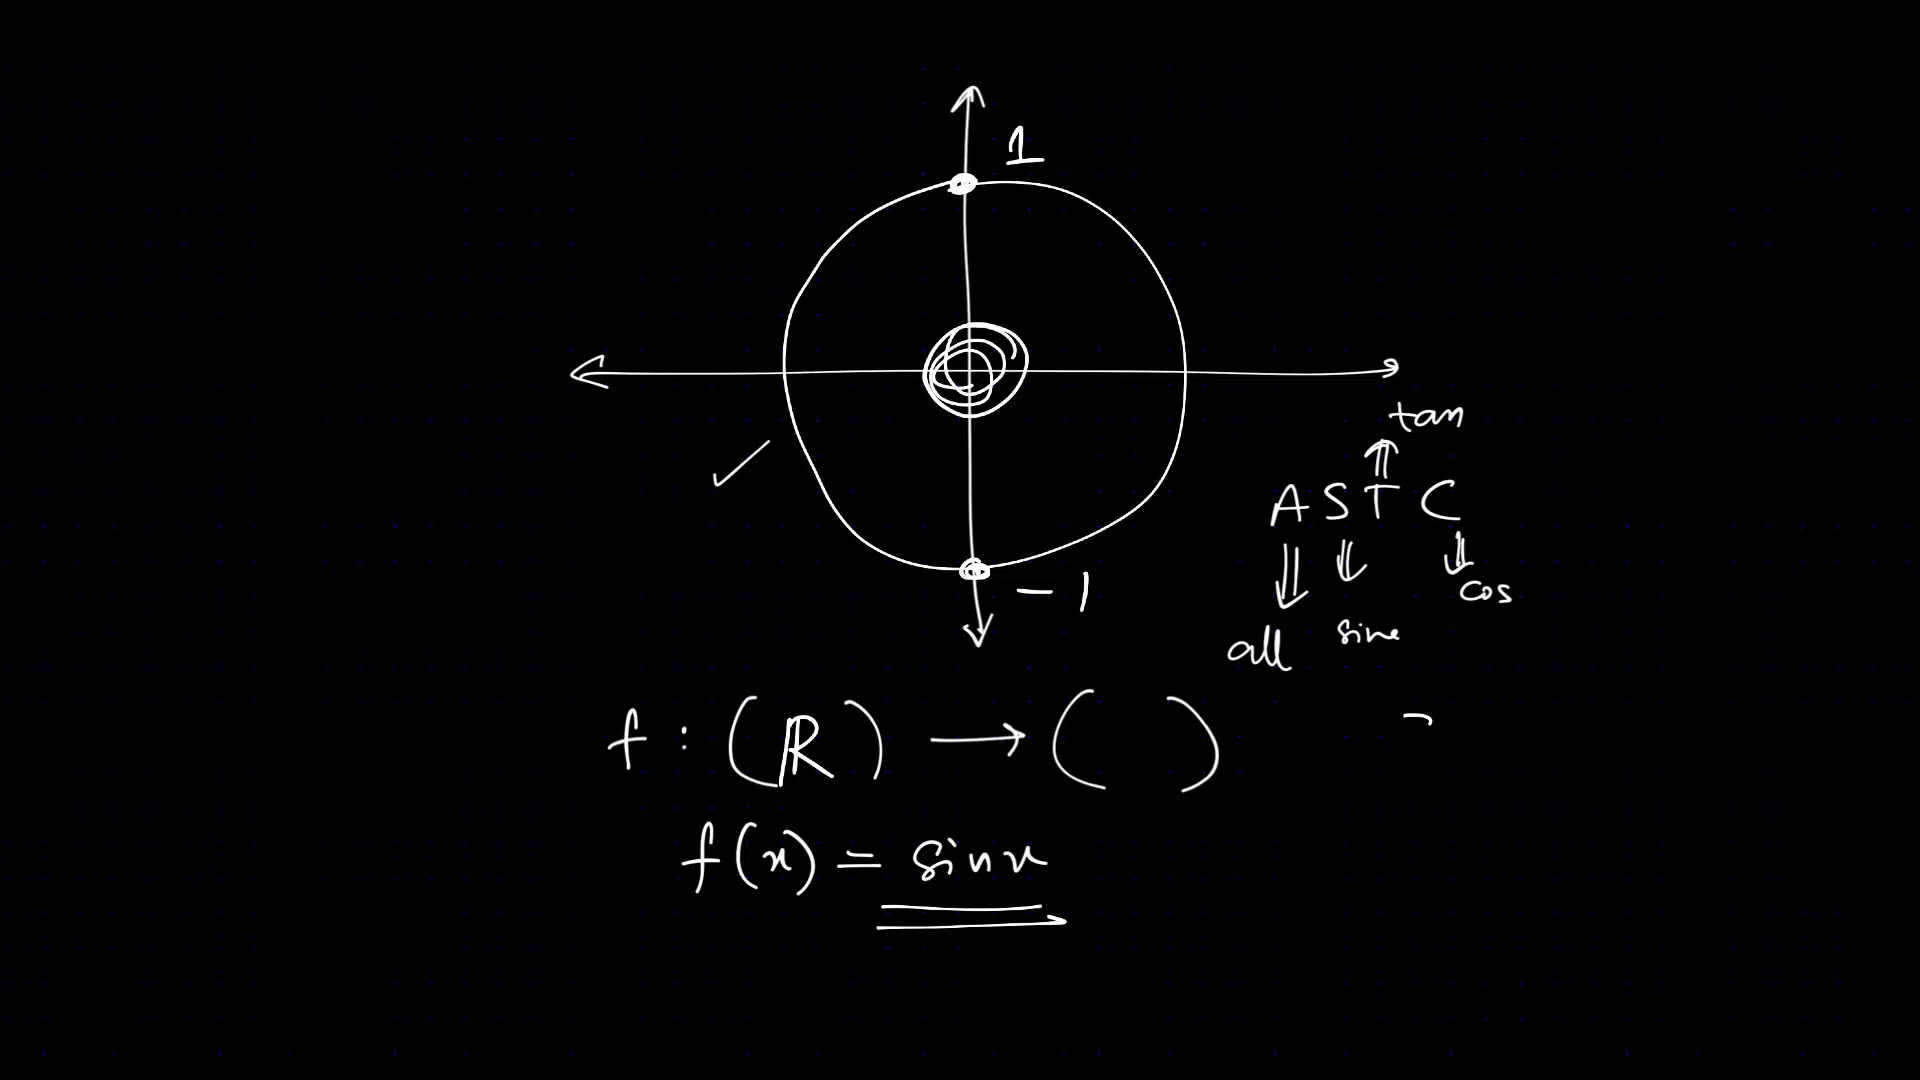 1
tan
A S T C
cos
- 1
sine
all
f : (ℝ) → ( )
f(x) = sinx